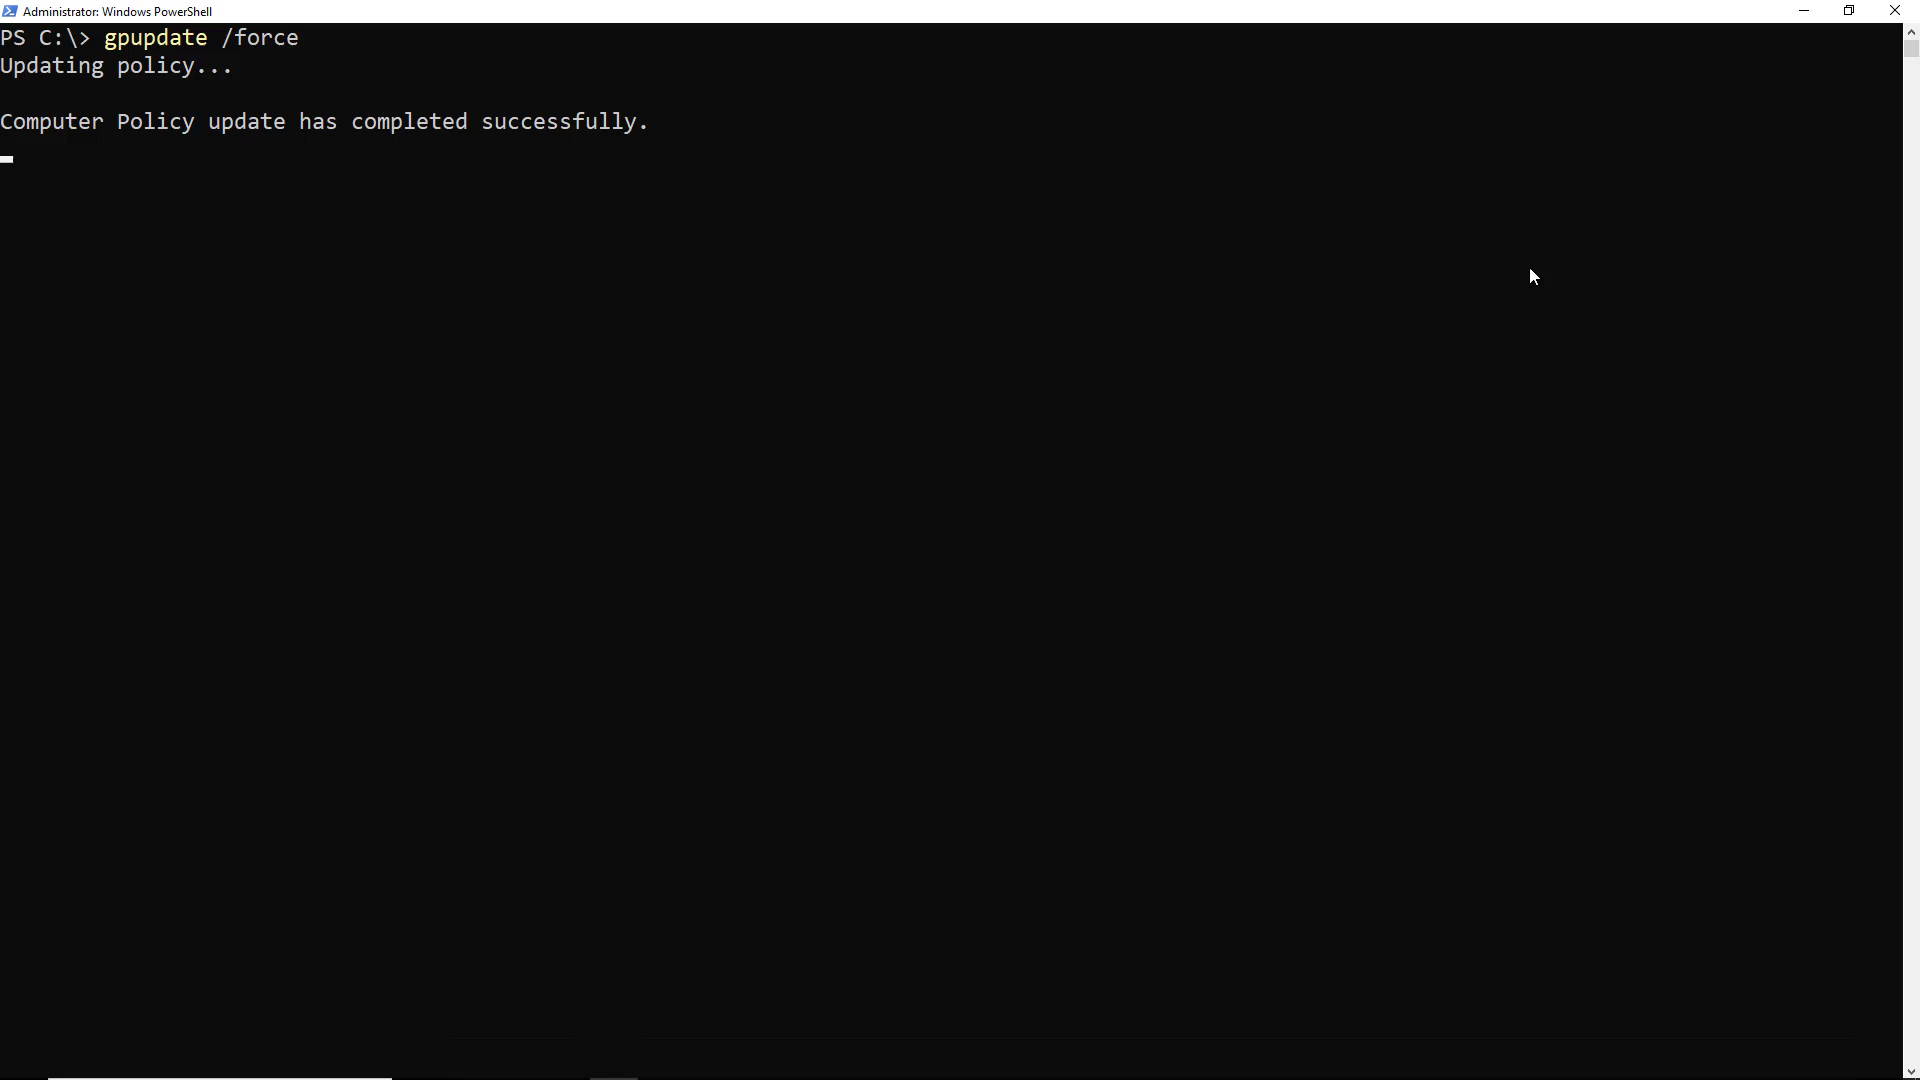 Administrator: Windows PowerShell
PS C:\> gpupdate /force
Updating policy...
Computer Policy update has completed successfully.